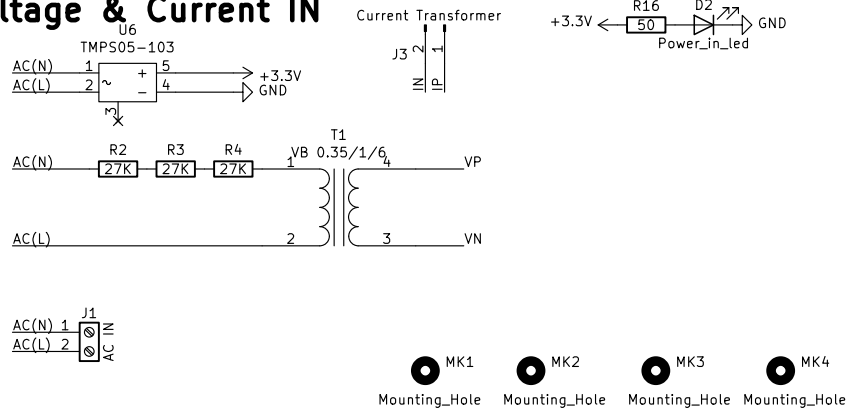 ltage & Current IN
U6
TMPS05-103
AC(N) 1 + 5 +3.3V
AC(L) 2 ~ − 4 GND
3
Current Transformer
J3 2 1
IN IP
R16 D2
+3.3V 50 GND
Power_in_led
T1
VB 0.35/1/6
R2 R3 R4
AC(N) 27K 27K 27K 1 4 VP
AC(L) 2 3 VN
J1
AC(N) 1
AC(L) 2
AC IN
MK1 MK2 MK3 MK4
Mounting_Hole Mounting_Hole Mounting_Hole Mounting_Hole